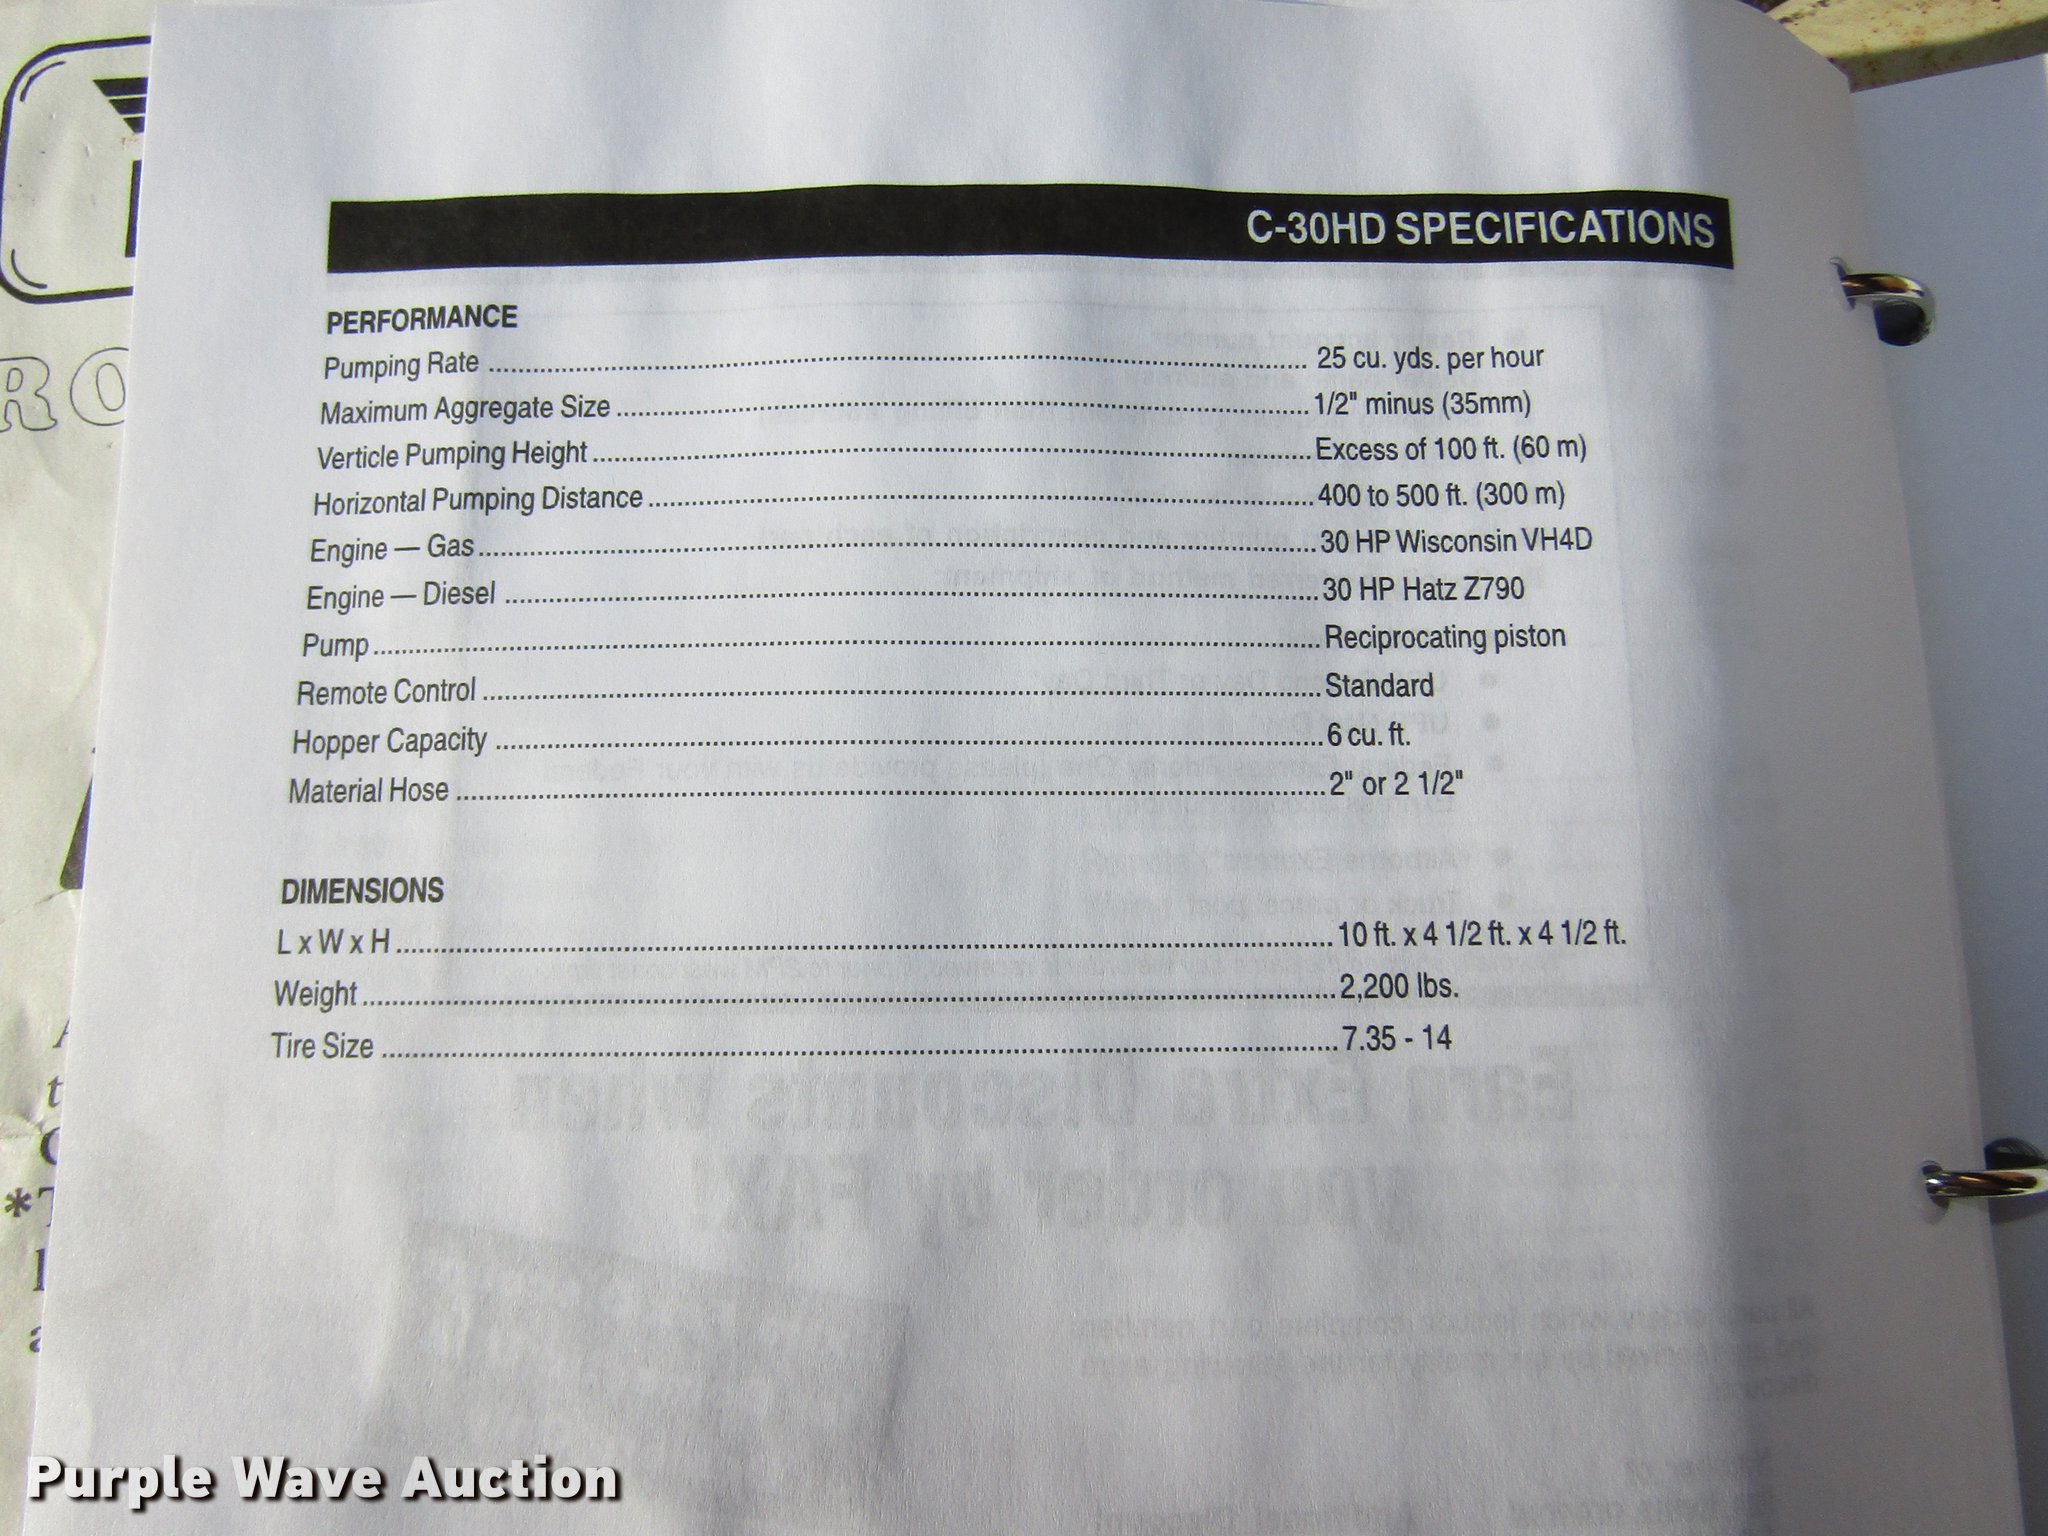 C-30HD SPECIFICATIONS
PERFORMANCE
Pumping Rate ........ 25 cu. yds. per hour
Maximum Aggregate Size ........ 1/2" minus (35mm)
Verticle Pumping Height ........ Excess of 100 ft. (60 m)
Horizontal Pumping Distance ........ 400 to 500 ft. (300 m)
Engine — Gas ........ 30 HP Wisconsin VH4D
Engine — Diesel ........ 30 HP Hatz Z790
Pump ........ Reciprocating piston
Remote Control ........ Standard
Hopper Capacity ........ 6 cu. ft.
Material Hose ........ 2" or 2 1/2"
DIMENSIONS
L x W x H ........ 10 ft. x 4 1/2 ft. x 4 1/2 ft.
Weight ........ 2,200 lbs.
Tire Size ........ 7.35 - 14
Purple Wave Auction